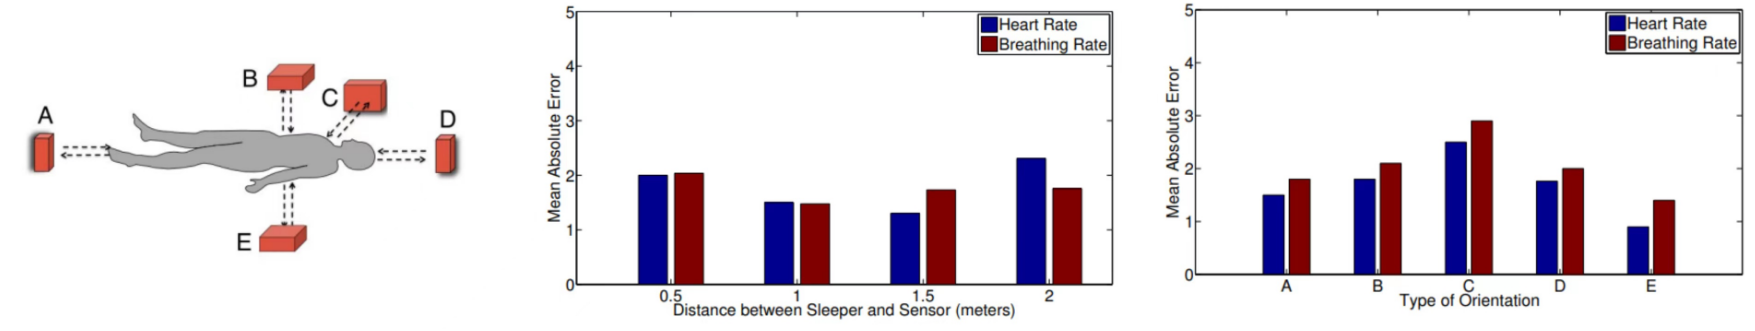 A
B
C
D
E
5
4
3
2
1
0
Mean Absolute Error
Heart Rate
Breathing Rate
0.5 1 1.5 2
Distance between Sleeper and Sensor (meters)
5
4
3
2
1
0
Mean Absolute Error
Heart Rate
Breathing Rate
A B C D E
Type of Orientation